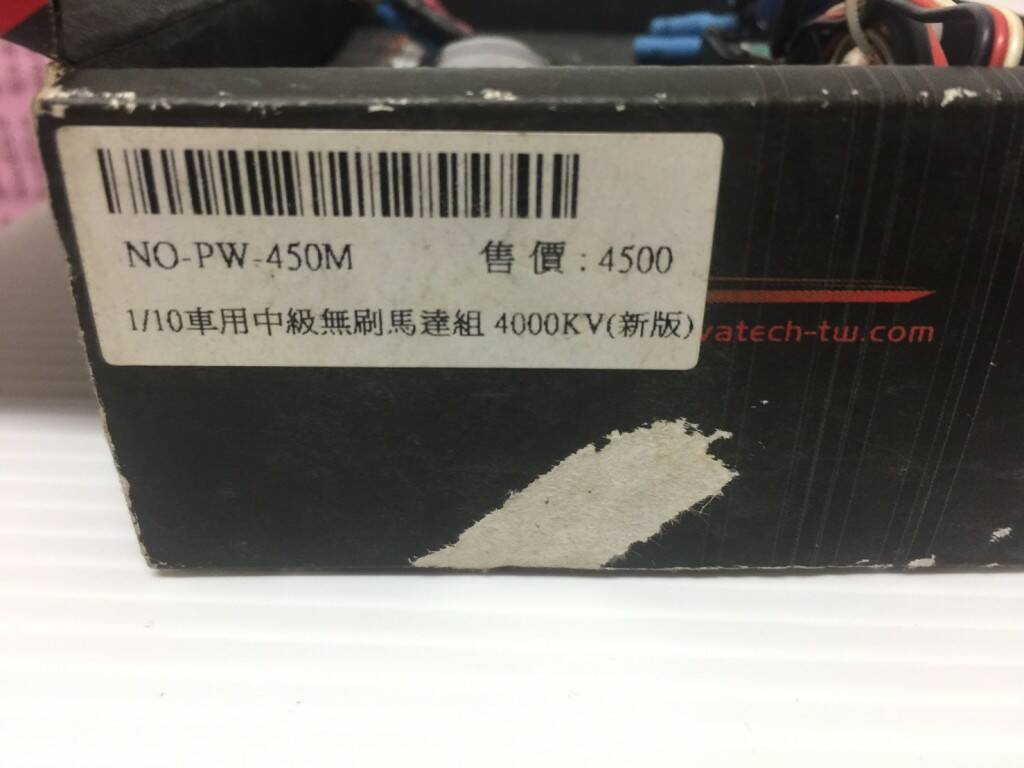 NO-PW-450M 售價：4500
1/10車用中級無刷馬達組 4000KV(新版)
vatech-tw.com